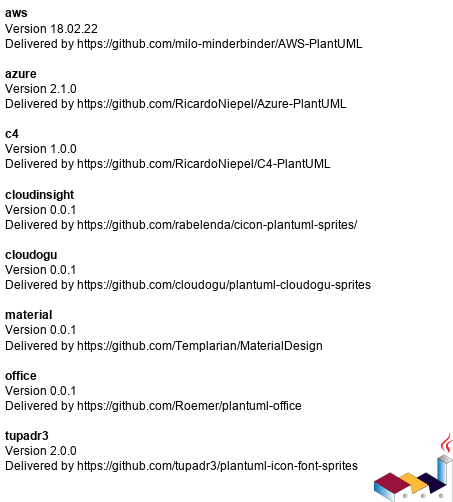 aws
Version 18.02.22
Delivered by https://github.com/milo-minderbinder/AWS-PlantUML
azure
Version 2.1.0
Delivered by https://github.com/RicardoNiepel/Azure-PlantUML
c4
Version 1.0.0
Delivered by https://github.com/RicardoNiepel/C4-PlantUML
cloudinsight
Version 0.0.1
Delivered by https://github.com/rabelenda/cicon-plantuml-sprites/
cloudogu
Version 0.0.1
Delivered by https://github.com/cloudogu/plantuml-cloudogu-sprites
material
Version 0.0.1
Delivered by https://github.com/Templarian/MaterialDesign
office
Version 0.0.1
Delivered by https://github.com/Roemer/plantuml-office
tupadr3
Version 2.0.0
Delivered by https://github.com/tupadr3/plantuml-icon-font-sprites